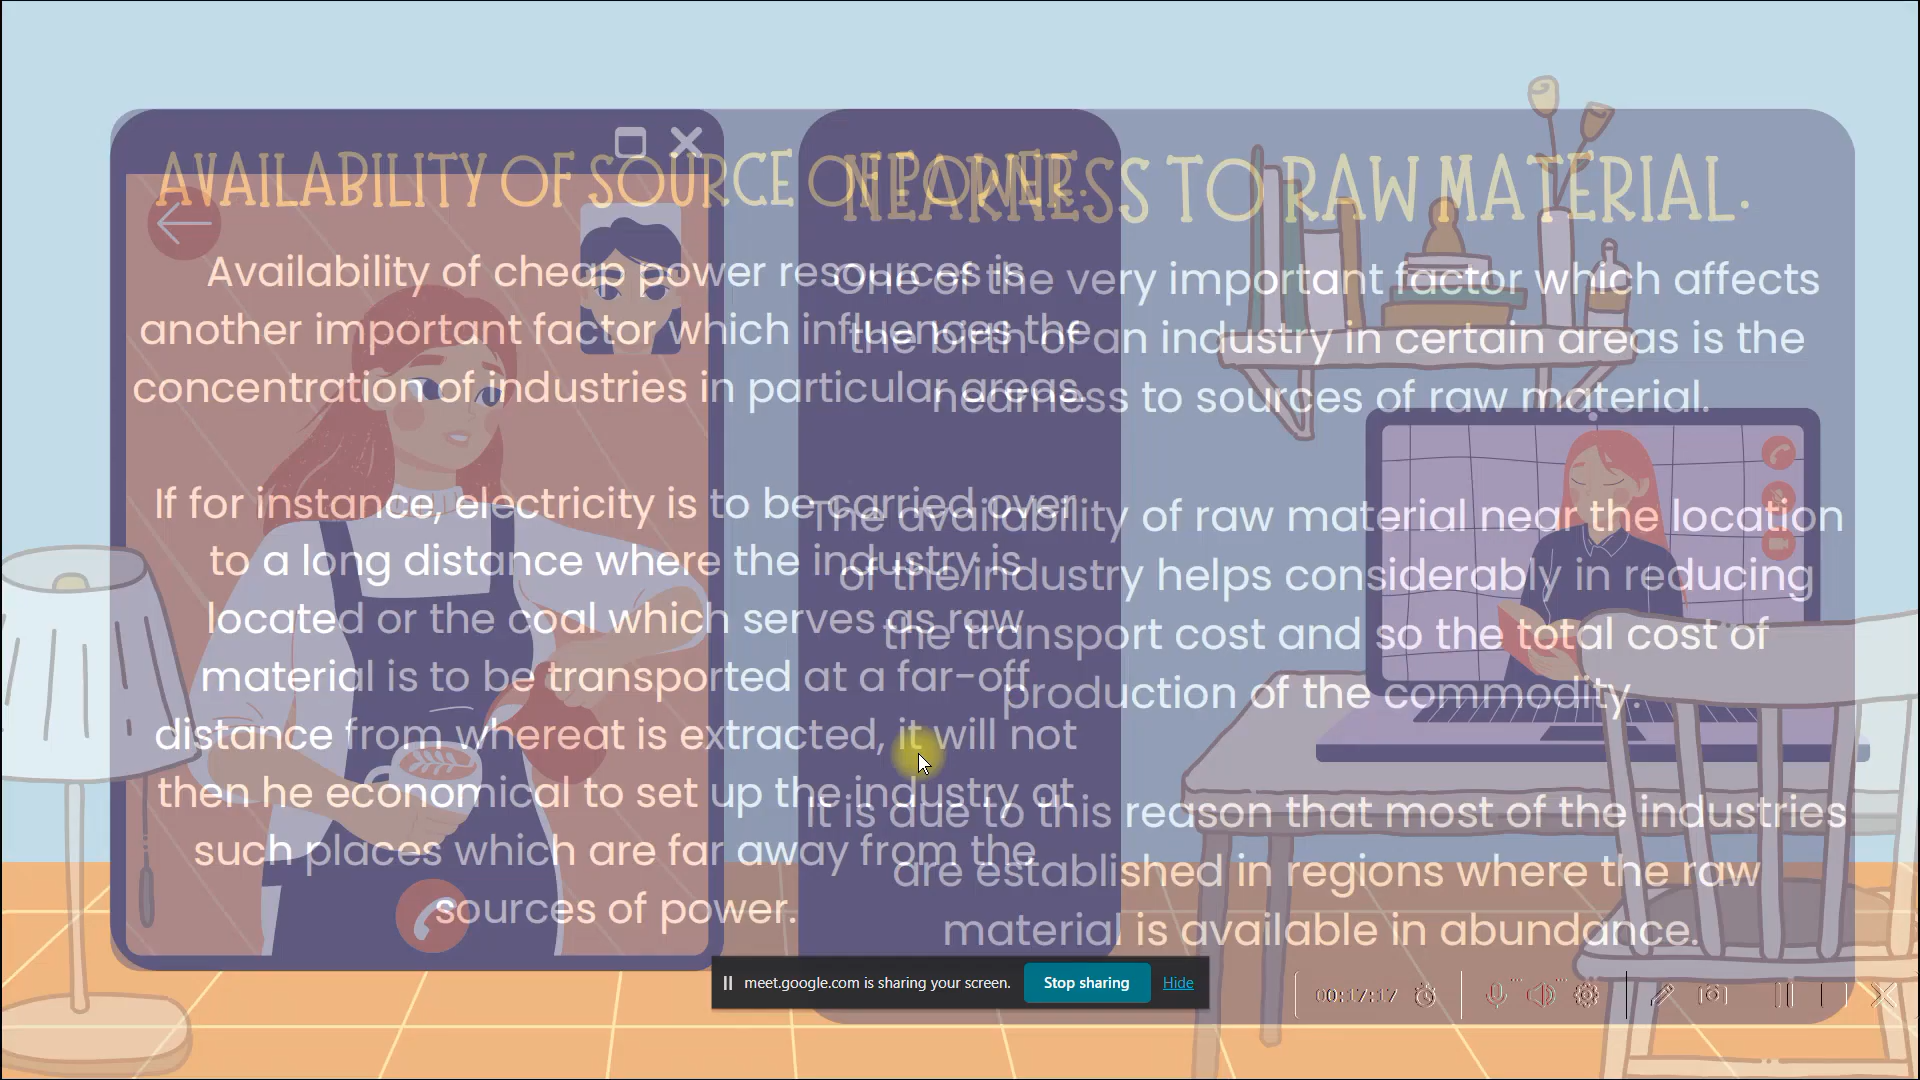 AVAILABILITY OF SOURCE OF POWER.
Availability of cheap power resources is
another important factor which influences the
concentration of industries in particular areas.
If for instance, electricity is to be carried over
to a long distance where the industry is
located or the coal which serves as raw
material is to be transported at a far-off
distance from whereat is extracted, it will not
then he economical to set up the industry at
such places which are far away from the
sources of power.
NEARNESS TO RAW MATERIAL.
One of the very important factor which affects
the birth of an industry in certain areas is the
nearness to sources of raw material.
The availability of raw material near the location
of the industry helps considerably in reducing
the transport cost and so the total cost of
production of the commodity.
It is due to this reason that most of the industries
are established in regions where the raw
material is available in abundance.
meet.google.com is sharing your screen.
Stop sharing
Hide
00:17:17